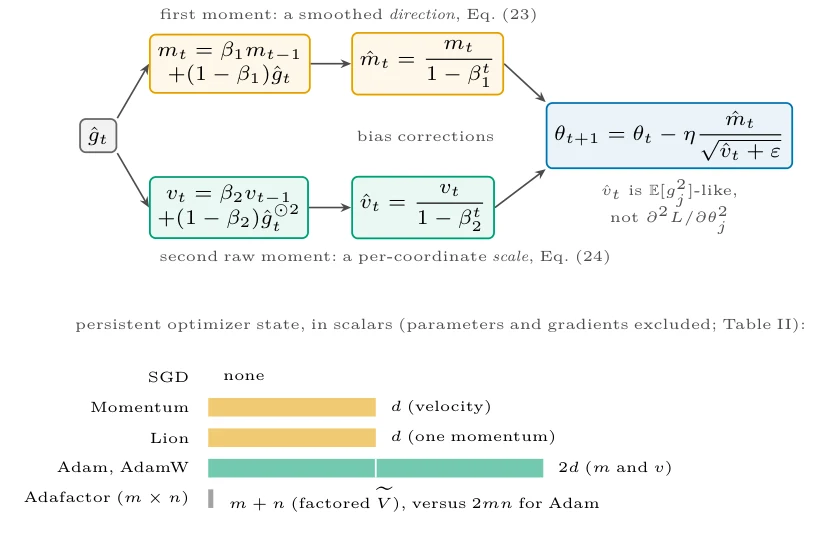 first moment: a smoothed direction, Eq. (23)
m_t = β_1 m_{t−1}
+(1 − β_1)ĝ_t
m̂_t = m_t / (1 − β_1^t)
ĝ_t
bias corrections
θ_{t+1} = θ_t − η m̂_t / √(v̂_t + ε)
v_t = β_2 v_{t−1}
+(1 − β_2)ĝ_t^{⊙2}
v̂_t = v_t / (1 − β_2^t)
v̂_t is 𝔼[g_j^2]-like,
not ∂^2 L/∂θ_j^2
second raw moment: a per-coordinate scale, Eq. (24)
persistent optimizer state, in scalars (parameters and gradients excluded; Table II):
SGD none
Momentum d (velocity)
Lion d (one momentum)
Adam, AdamW 2d (m and v)
Adafactor (m × n) m + n (factored Ṽ), versus 2mn for Adam